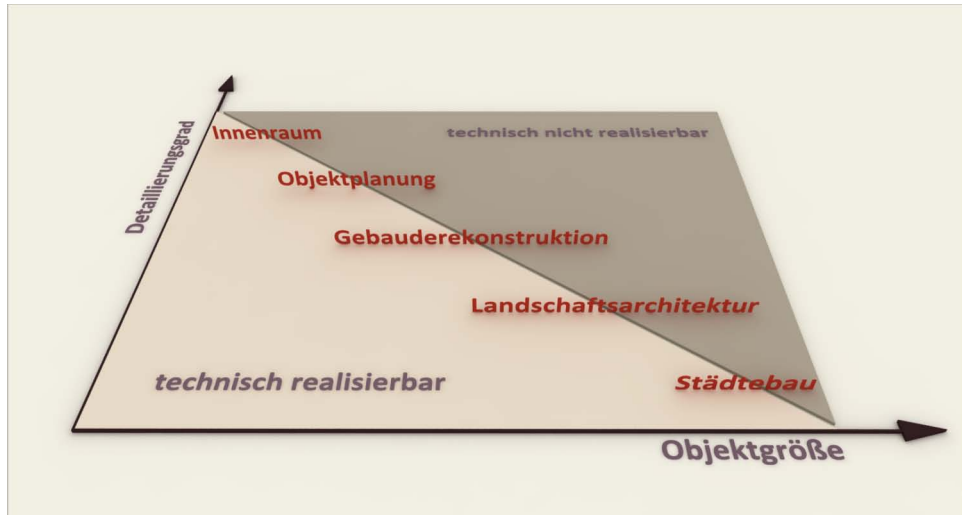 Innenraum
technisch nicht realisierbar
Detaillierungsgrad
Objektplanung
Gebauderekonstruktion
Landschaftsarchitektur
technisch realisierbar
Städtebau
Objektgröße